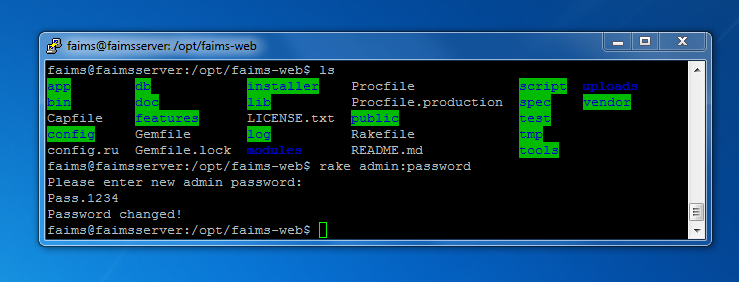 faims@faimsserver: /opt/faims-web
faims@faimsserver:/opt/faims-web$ ls
app db installer Procfile script uploads
bin doc lib Procfile.production spec vendor
Capfile features LICENSE.txt public test
config Gemfile log Rakefile tmp
config.ru Gemfile.lock modules README.md tools
faims@faimsserver:/opt/faims-web$ rake admin:password
Please enter new admin password:
Pass.1234
Password changed!
faims@faimsserver:/opt/faims-web$